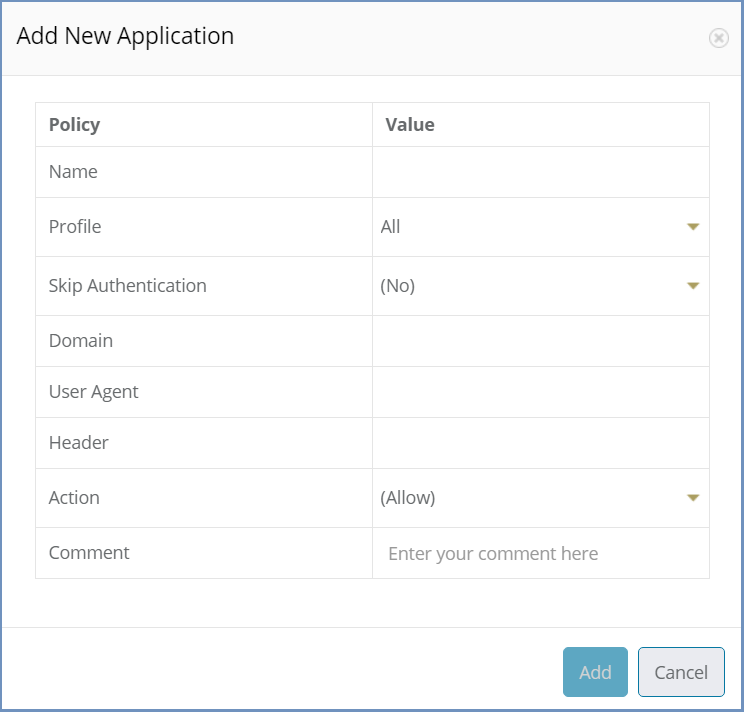 Add New Application
Policy Value
Name
Profile All
Skip Authentication (No)
Domain
User Agent
Header
Action (Allow)
Comment Enter your comment here
Add Cancel